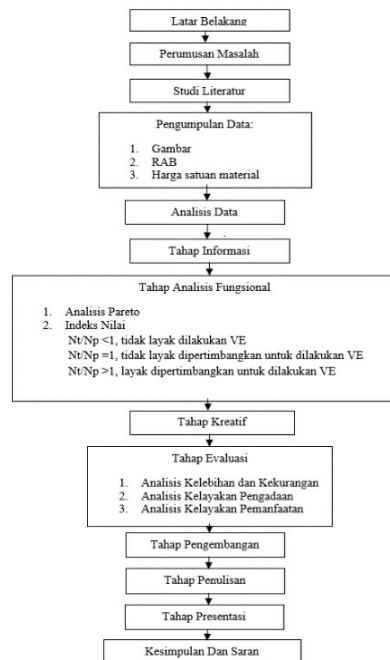 Latar Belakang
Perumusan Masalah
Studi Literatur
Pengumpulan Data:
1. Gambar
2. RAB
3. Harga satuan material
Analisis Data
Tahap Informasi
Tahap Analisis Fungsional
1. Analisis Pareto
2. Indeks Nilai
Nt/Np <1, tidak layak dilakukan VE
Nt/Np =1, tidak layak dipertimbangkan untuk dilakukan VE
Nt/Np >1, layak dipertimbangkan untuk dilakukan VE
Tahap Kreatif
Tahap Evaluasi
1. Analisis Kelebihan dan Kekurangan
2. Analisis Kelayakan Pengadaan
3. Analisis Kelayakan Pemanfaatan
Tahap Pengembangan
Tahap Penulisan
Tahap Presentasi
Kesimpulan Dan Saran